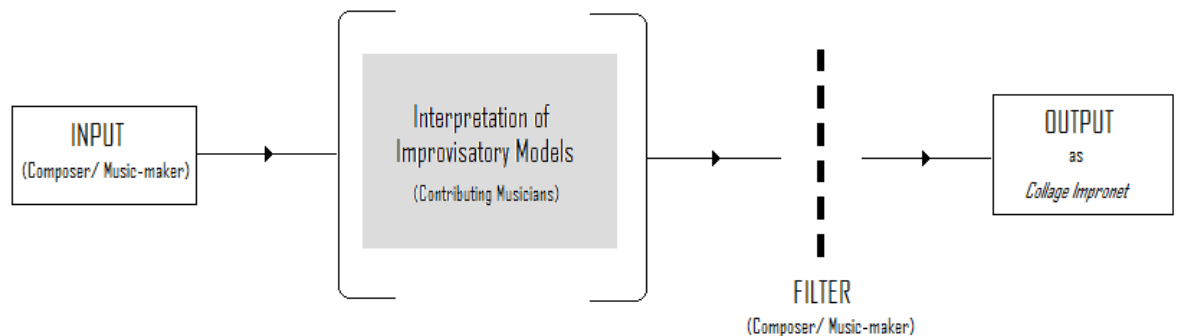 INPUT
(Composer/ Music-maker)
Interpretation of
Improvisatory Models
(Contributing Musicians)
FILTER
(Composer/ Music-maker)
OUTPUT
as
Collage Impronet